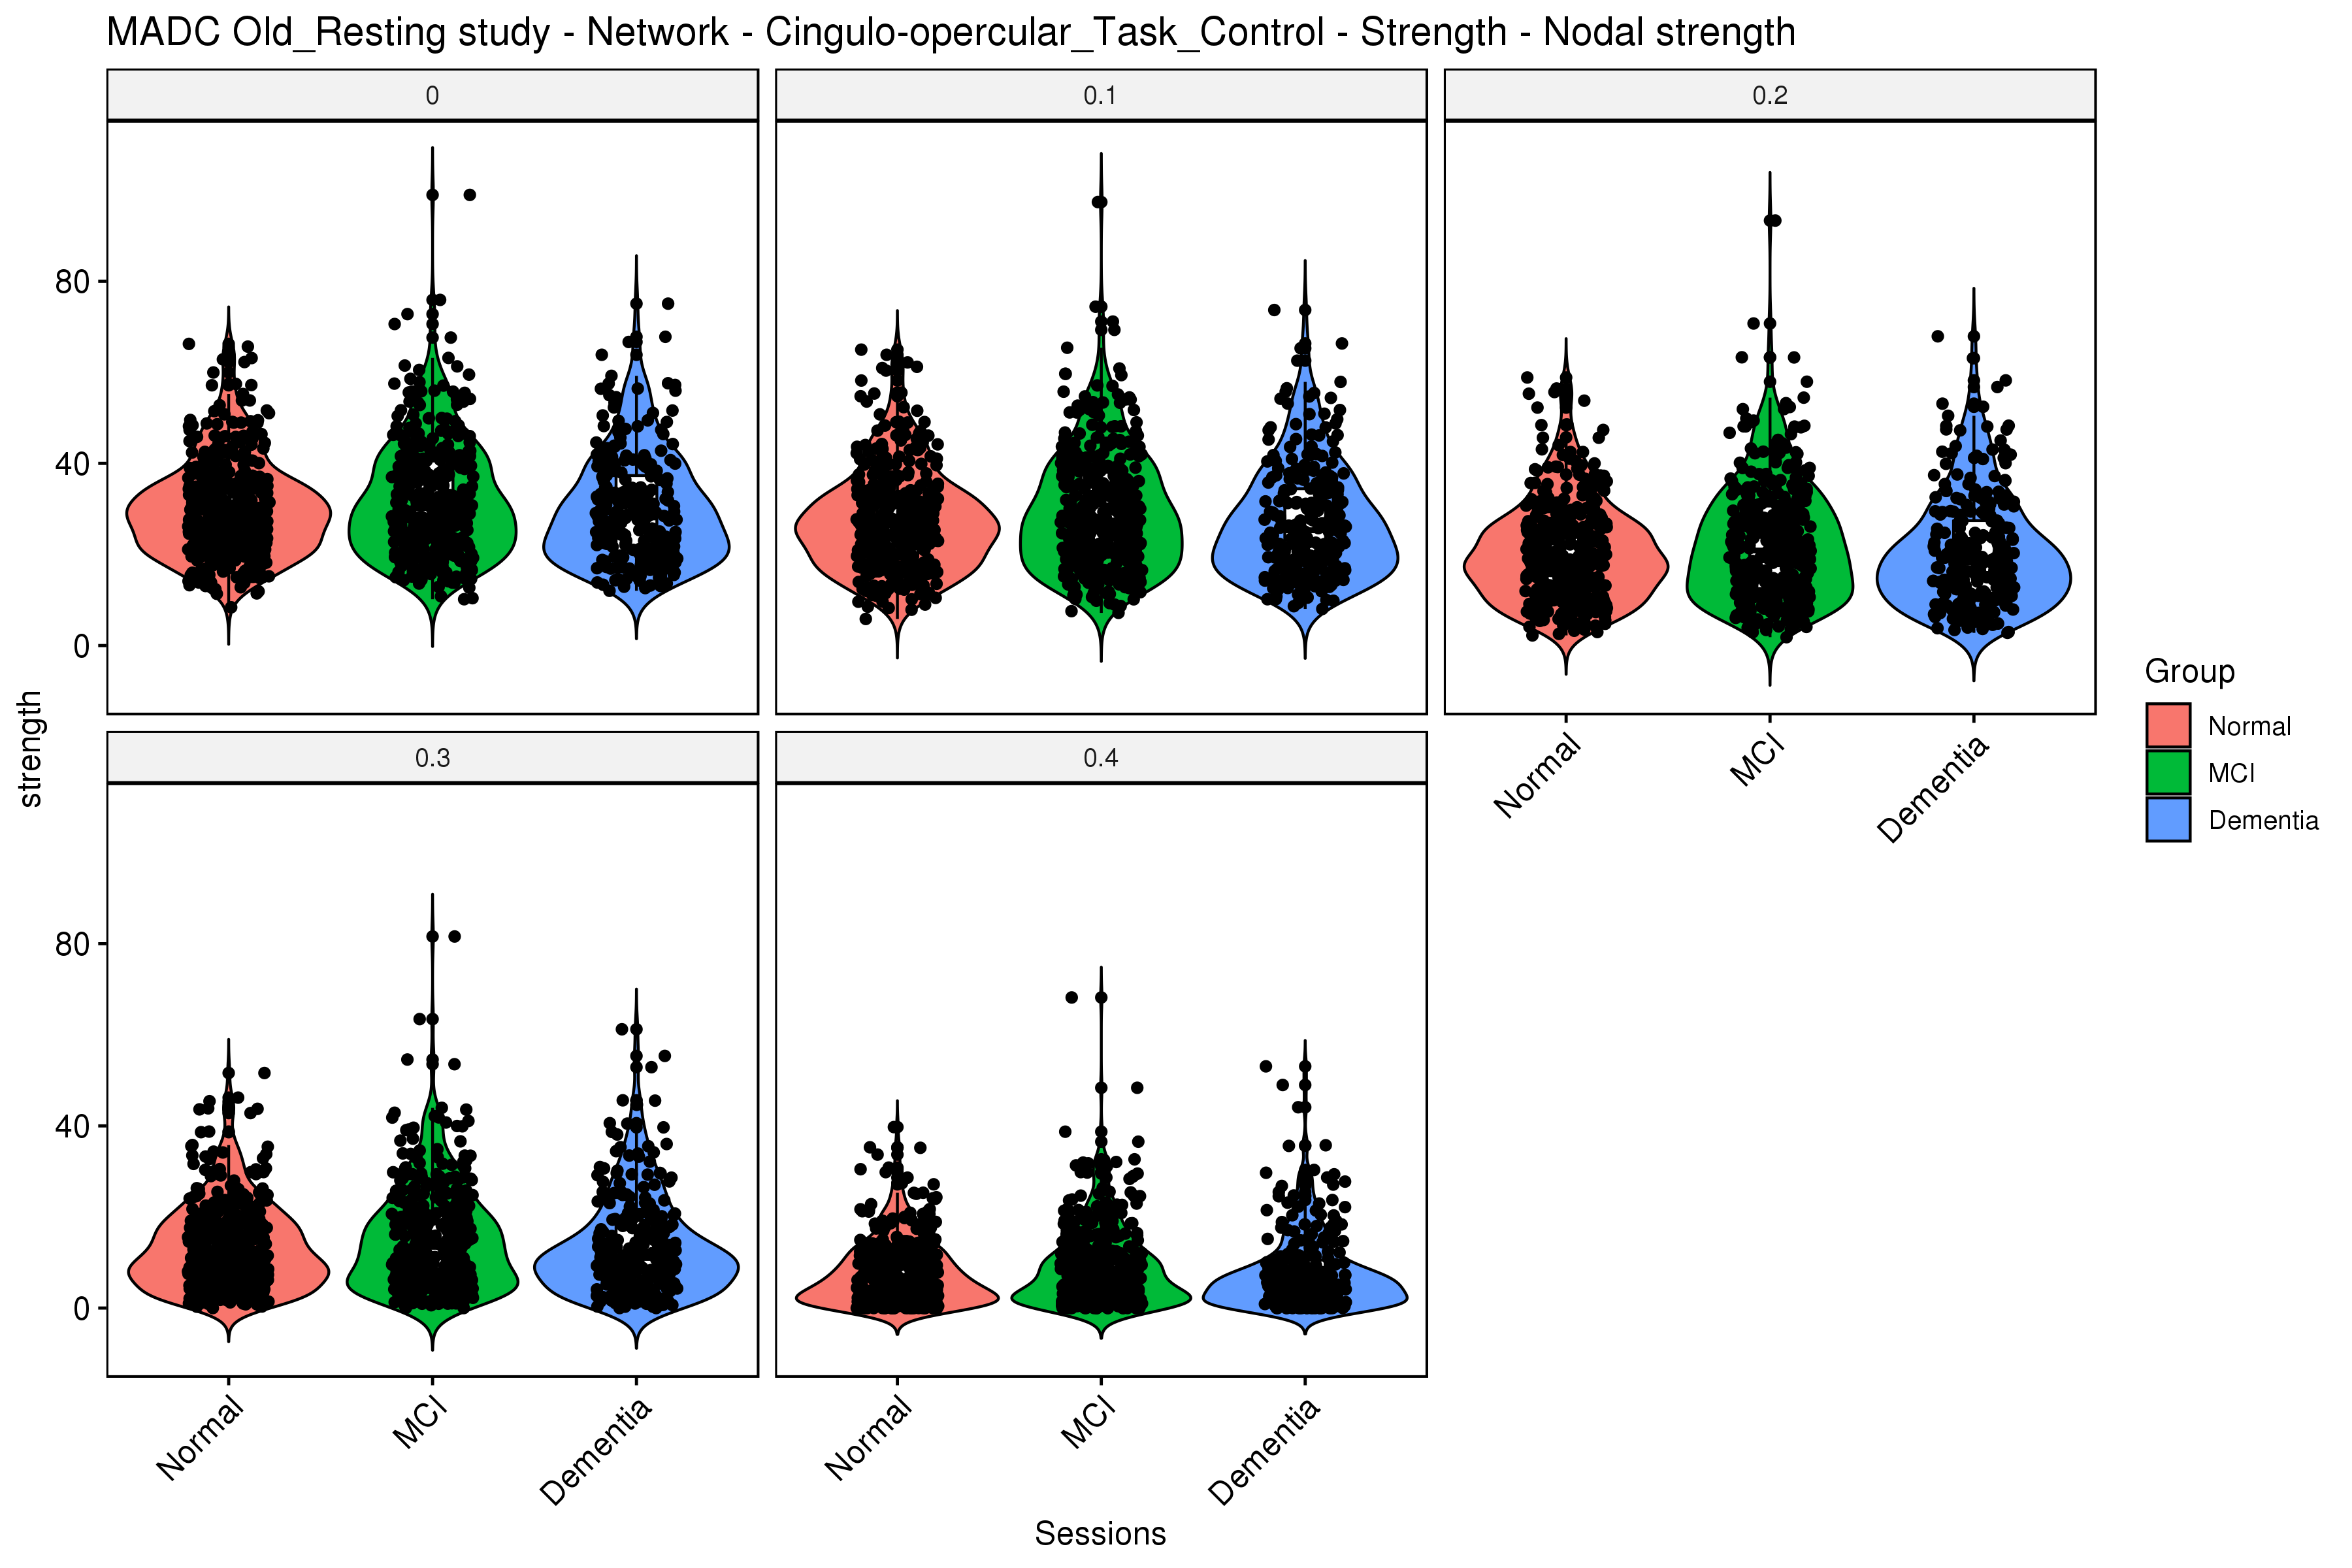 MADC Old_Resting study - Network - Cingulo-opercular_Task_Control - Strength - Nodal strength
0
0.1
0.2
80
40
0
strength
Normal
MCI
Dementia
Group
Normal
MCI
Dementia
0.3
0.4
80
40
0
Normal
MCI
Dementia
Normal
MCI
Dementia
Sessions